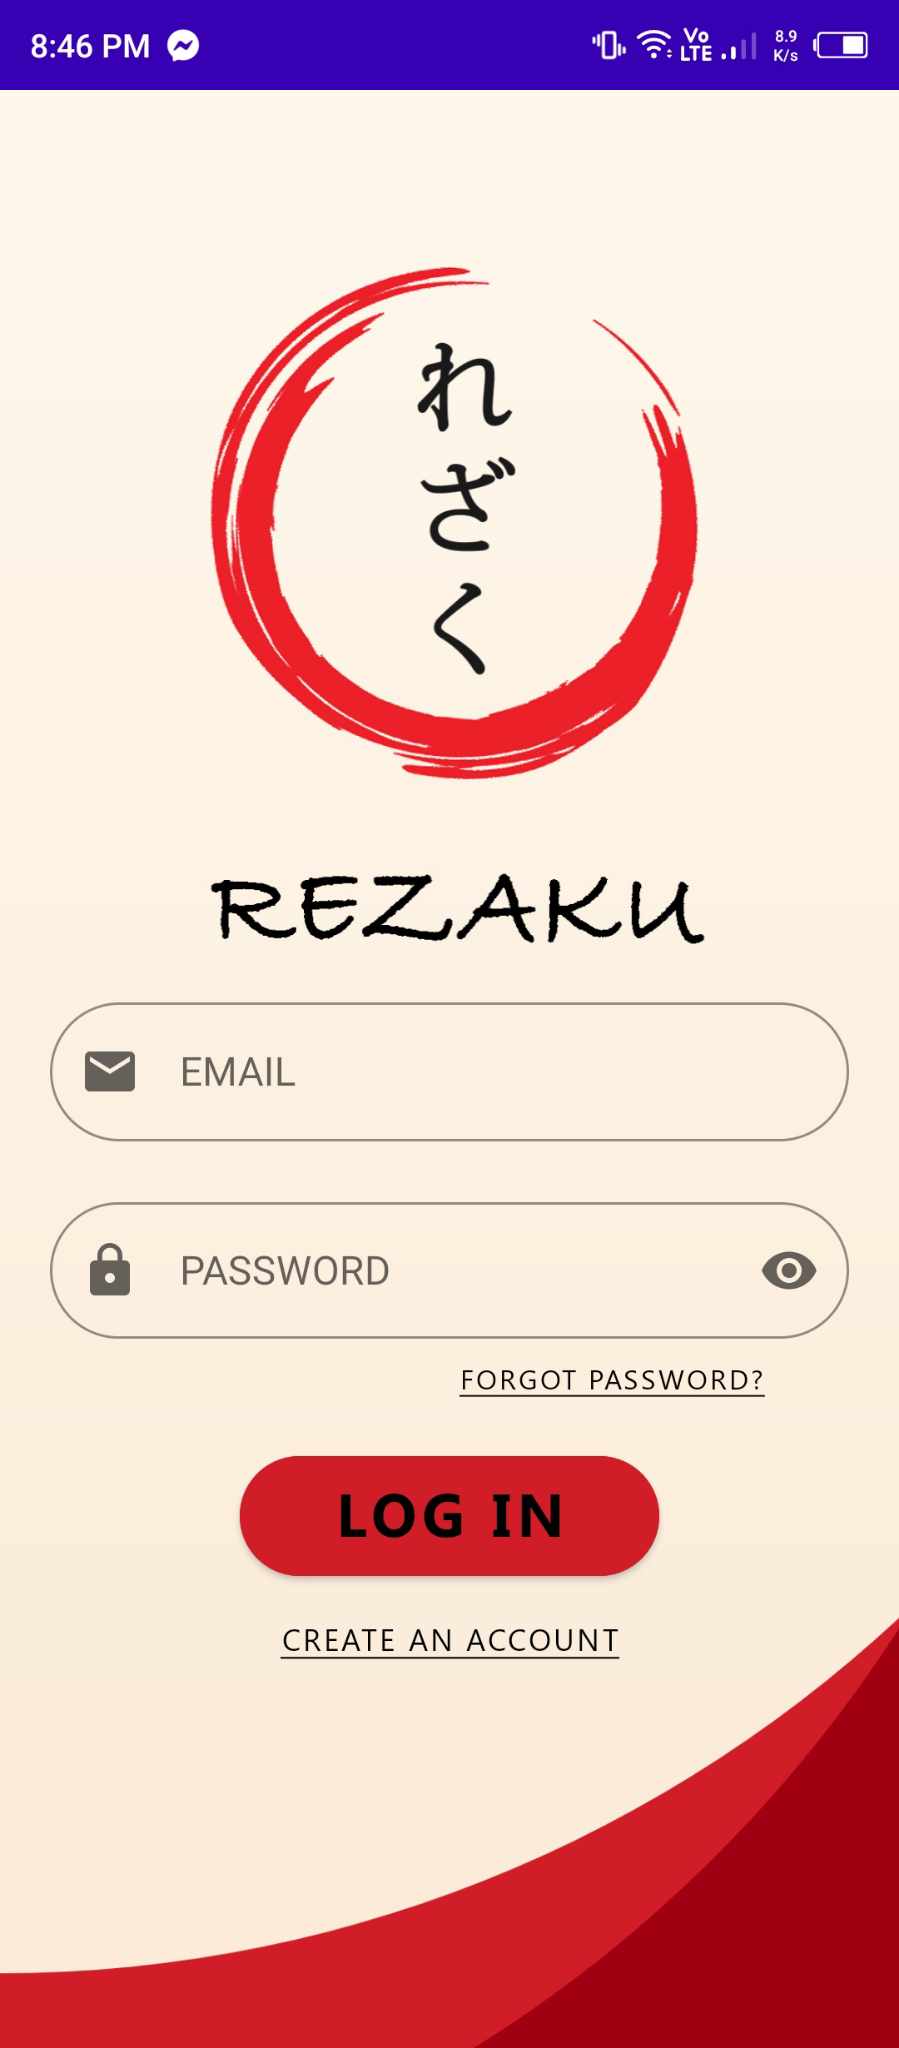 8:46 PM Vo LTE 8.9 K/s
れざく
REZAKU
EMAIL
PASSWORD
FORGOT PASSWORD?
LOG IN
CREATE AN ACCOUNT